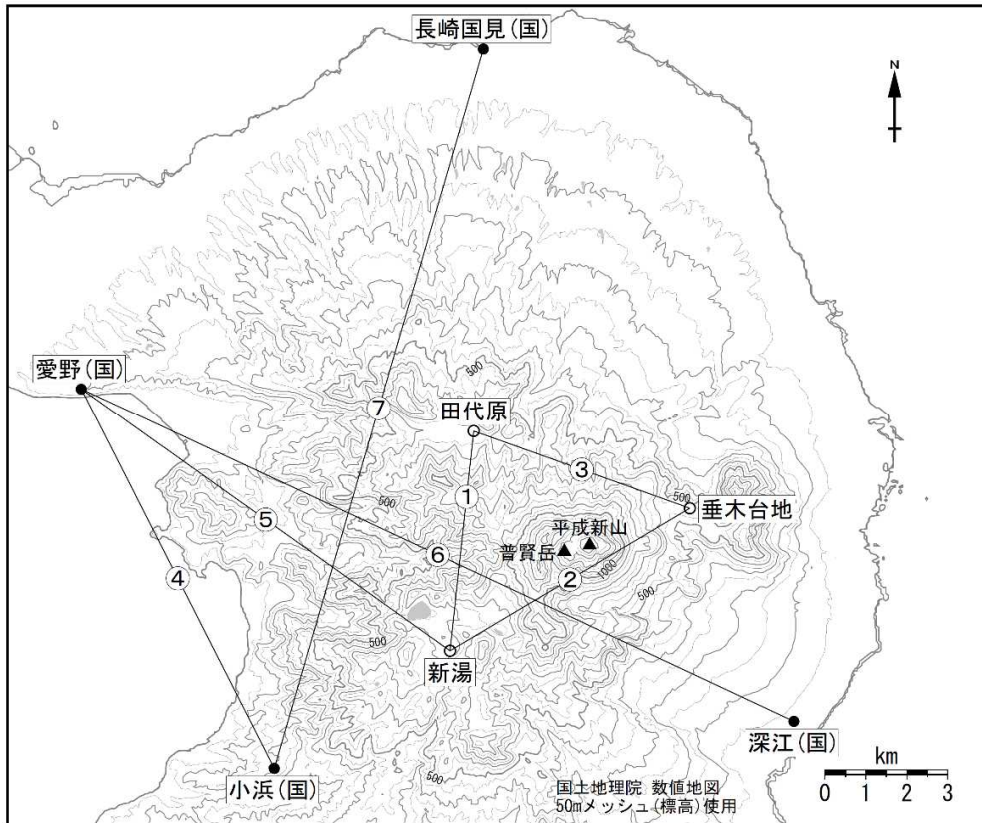 長崎国見(国)
N
愛野(国)
⑦
田代原
500
③
①
500
500
垂木台地
⑤
平成新山
普賢岳
⑥
②
1000
④
500
500
新湯
深江(国)
km
小浜(国)
500
国土地理院 数値地図
50mメッシュ(標高)使用
0 1 2 3